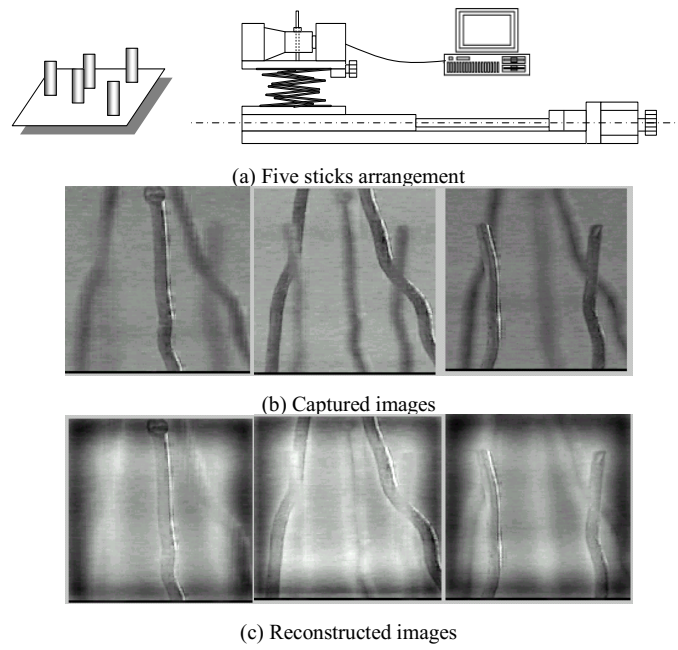 (a) Five sticks arrangement
(b) Captured images
(c) Reconstructed images